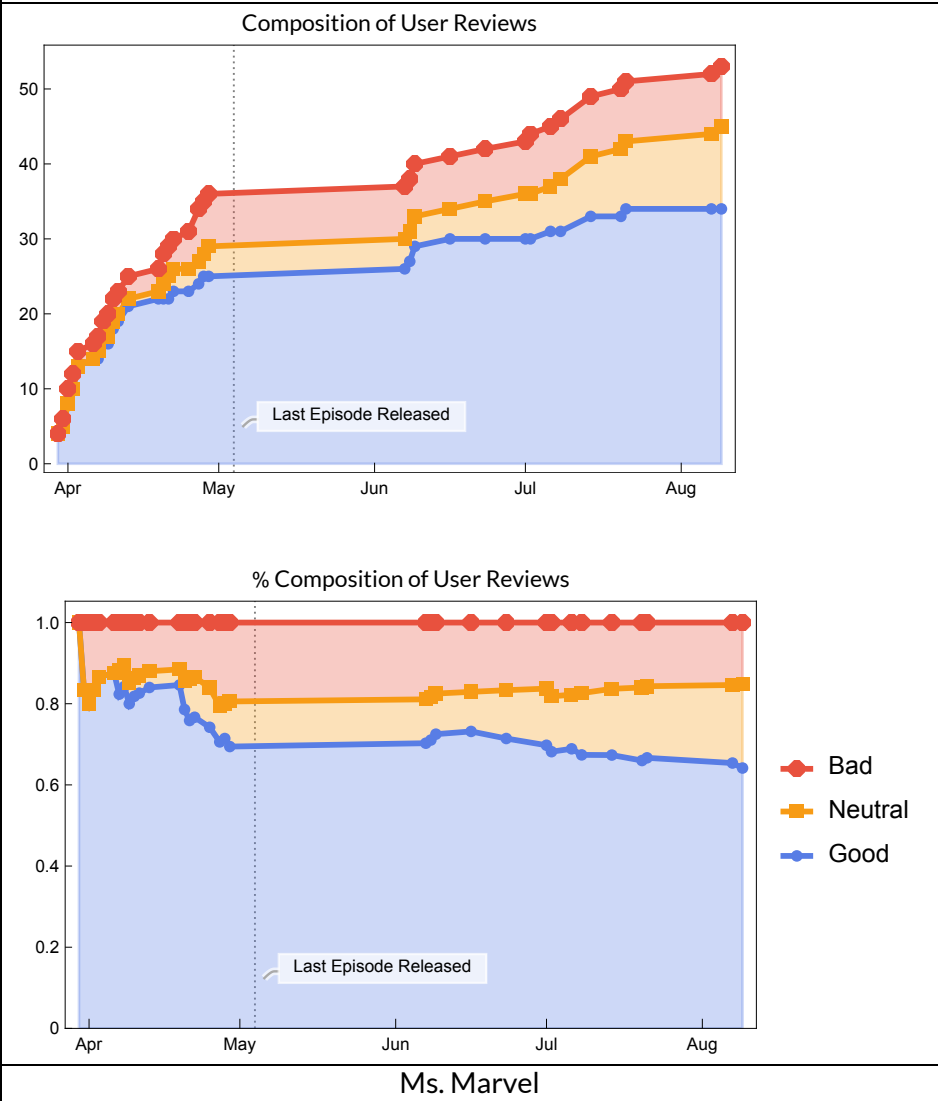 Composition of User Reviews
50
40
30
20
10
0
Last Episode Released
Apr May Jun Jul Aug
% Composition of User Reviews
1.0
0.8
0.6
0.4
0.2
0
Last Episode Released
Apr May Jun Jul Aug
Bad
Neutral
Good
Ms. Marvel